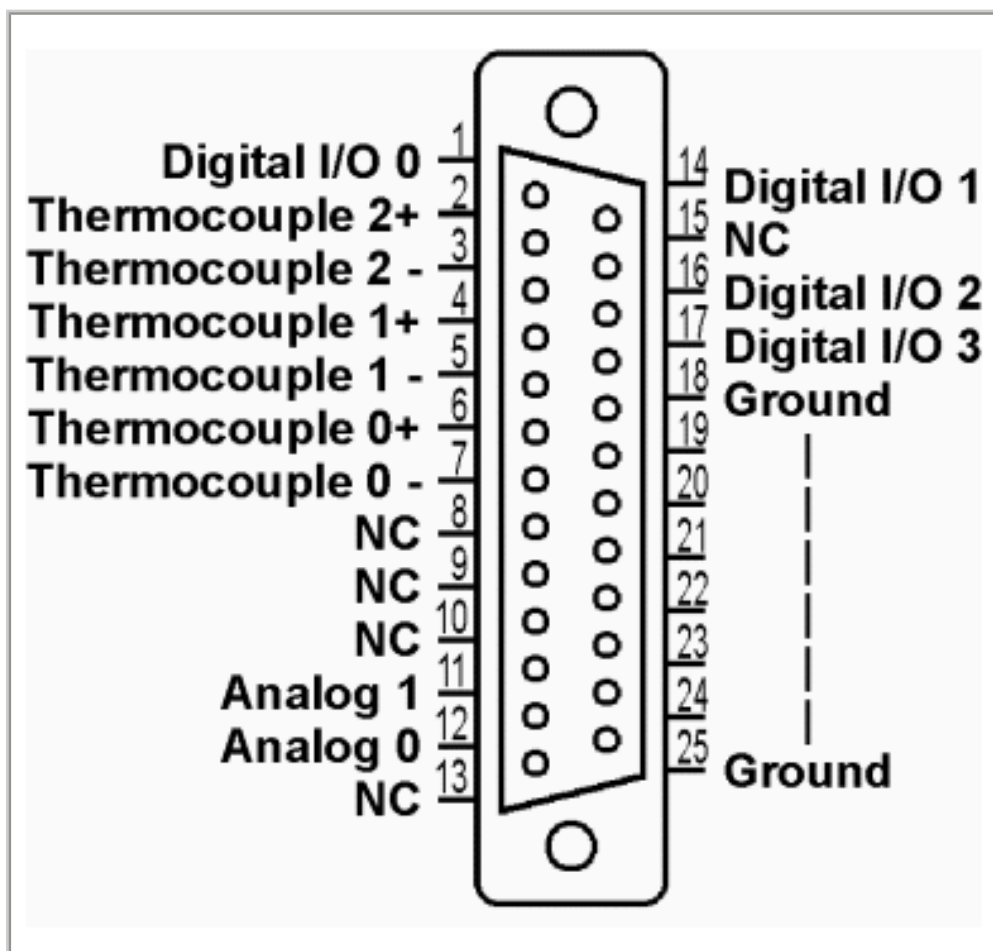 1
Digital I/O 0
2
Thermocouple 2+
3
Thermocouple 2 -
4
Thermocouple 1+
5
Thermocouple 1 -
6
Thermocouple 0+
7
Thermocouple 0 -
8
NC
9
NC
10
NC
11
Analog 1
12
Analog 0
13
NC
14
Digital I/O 1
15
NC
16
Digital I/O 2
17
Digital I/O 3
18
Ground
19
20
21
22
23
24
25
Ground